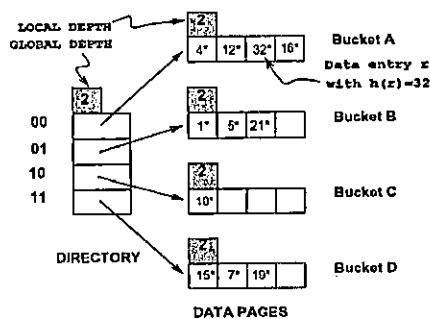 LOCAL DEPTH
GLOBAL DEPTH
2
4* 12* 32* 16*
Bucket A
Data entry r
with h(r)=32
2
00
01
10
11
DIRECTORY
2
1* 5* 21*
Bucket B
2
10*
Bucket C
2
15* 7* 19*
Bucket D
DATA PAGES